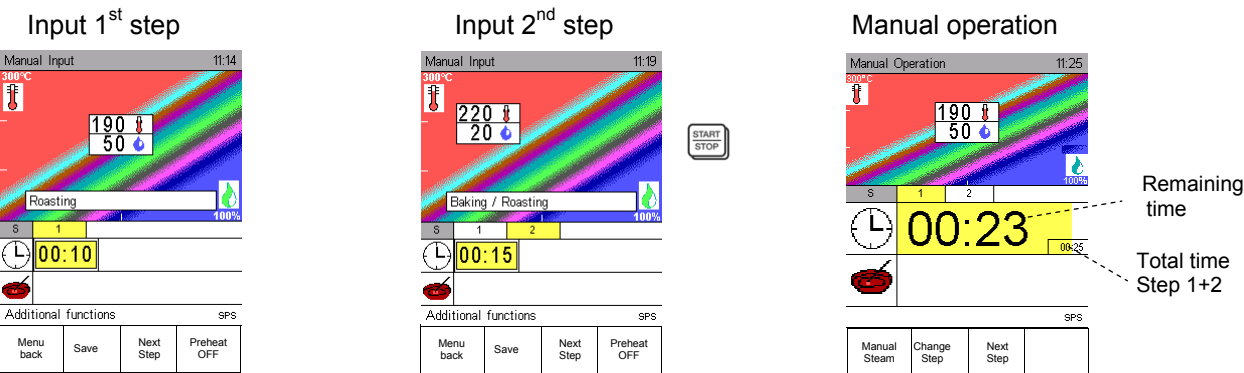 Input 1st step
Manual Input 11:14
300°C
190
50
Roasting
100%
S 1
00:10
Additional functions SPS
Menu back
Save
Next Step
Preheat OFF
Input 2nd step
Manual Input 11:19
300°C
220
20
Baking / Roasting
100%
S 1 2
00:15
Additional functions SPS
Menu back
Save
Next Step
Preheat OFF
START
STOP
Manual operation
Manual Operation 11:25
300°C
190
50
100%
S 1 2
00:23
00:25
SPS
Manual Steam
Change Step
Next Step
Remaining
time
Total time
Step 1+2